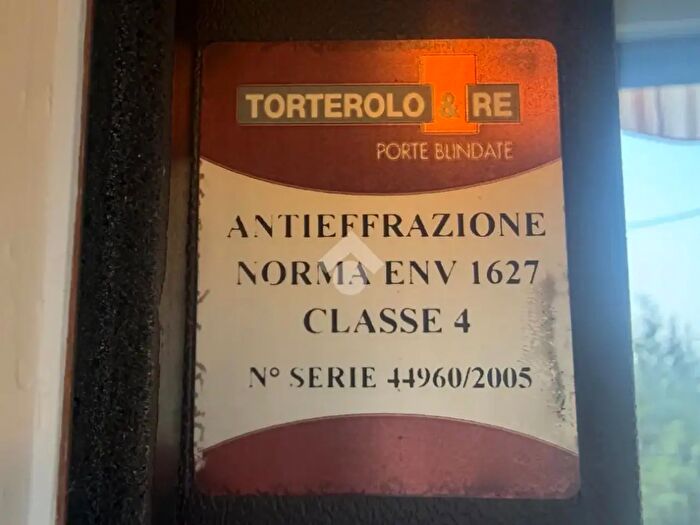 TORTEROLO & RE
PORTE BLINDATE
ANTIEFFRAZIONE
NORMA ENV 1627
CLASSE 4
N° SERIE 44960/2005